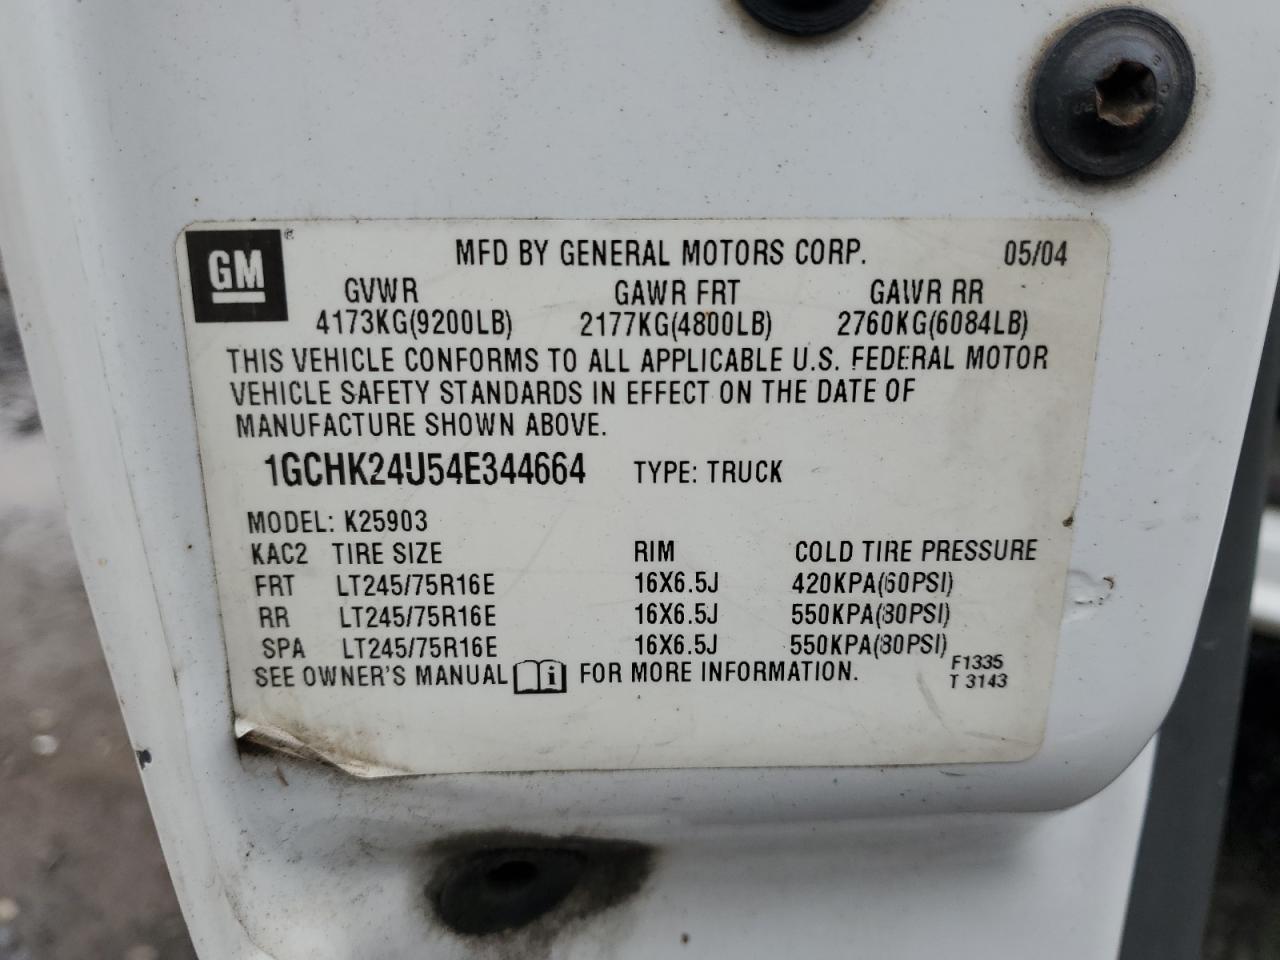 GM ® MFD BY GENERAL MOTORS CORP. 05/04
GVWR GAWR FRT GAWR RR
4173KG(9200LB) 2177KG(4800LB) 2760KG(6084LB)
THIS VEHICLE CONFORMS TO ALL APPLICABLE U.S. FEDERAL MOTOR
VEHICLE SAFETY STANDARDS IN EFFECT ON THE DATE OF
MANUFACTURE SHOWN ABOVE.
1GCHK24U54E344664 TYPE: TRUCK
MODEL: K25903
KAC2 TIRE SIZE RIM COLD TIRE PRESSURE
FRT LT245/75R16E 16X6.5J 420KPA(60PSI)
RR LT245/75R16E 16X6.5J 550KPA(80PSI)
SPA LT245/75R16E 16X6.5J 550KPA(80PSI)
SEE OWNER'S MANUAL i FOR MORE INFORMATION.
F1335
T 3143